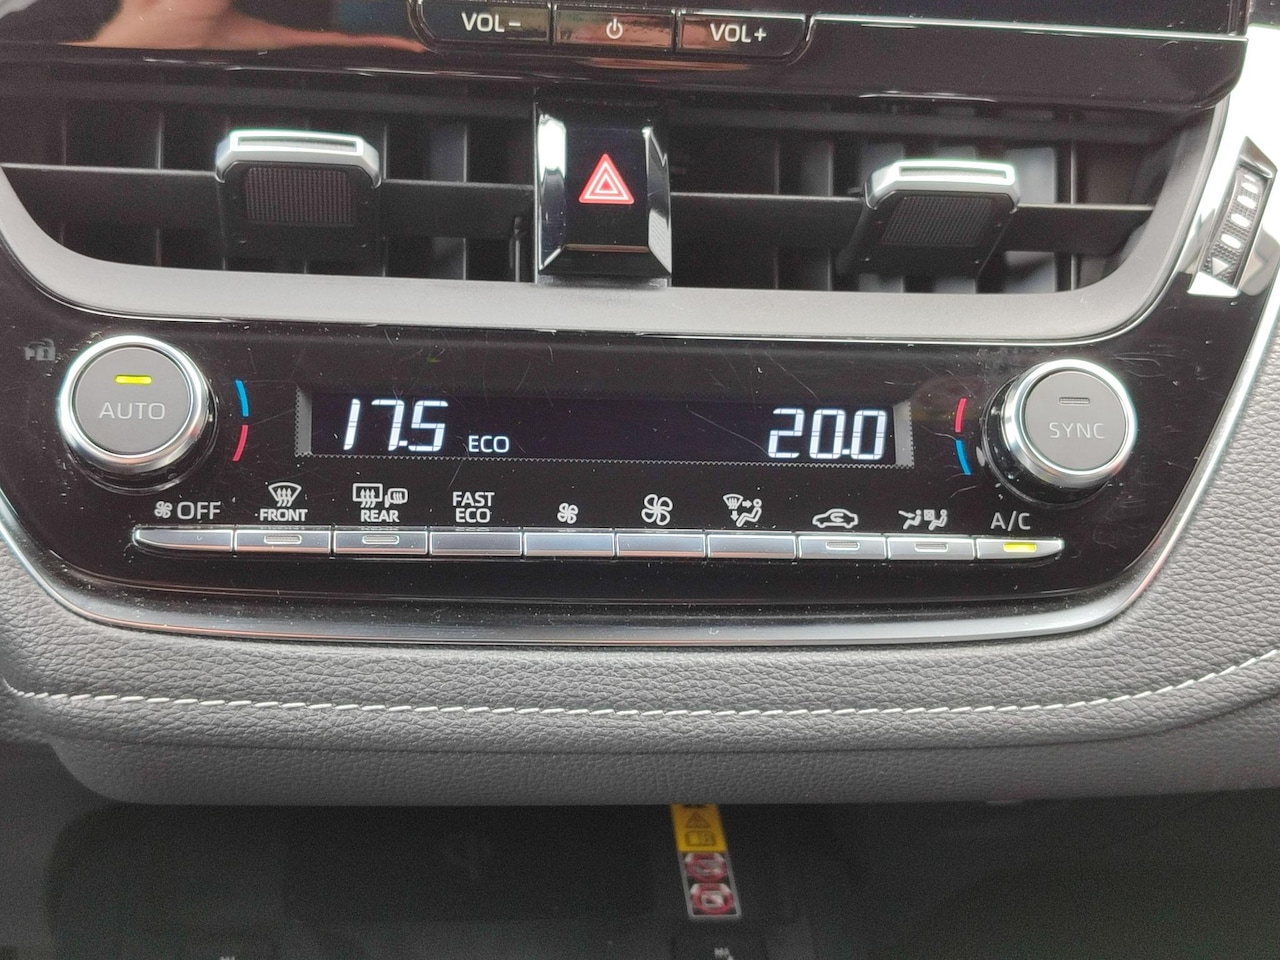 VOL-
VOL+
AUTO
17.5 ECO
20.0
SYNC
OFF
FRONT
REAR
FAST
ECO
A/C